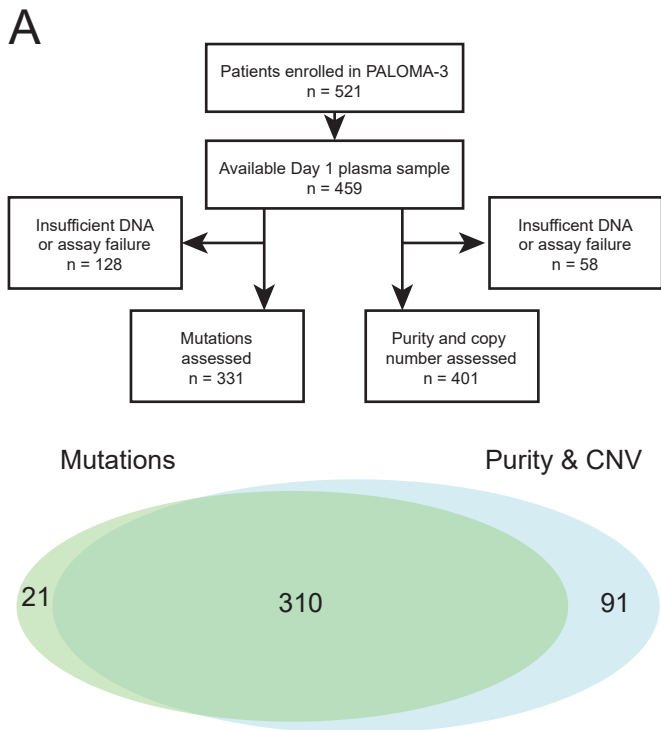 A
Patients enrolled in PALOMA-3
n = 521
Available Day 1 plasma sample
n = 459
Insufficient DNA
or assay failure
n = 128
Insufficent DNA
or assay failure
n = 58
Mutations
assessed
n = 331
Purity and copy
number assessed
n = 401
Mutations
Purity & CNV
21
310
91